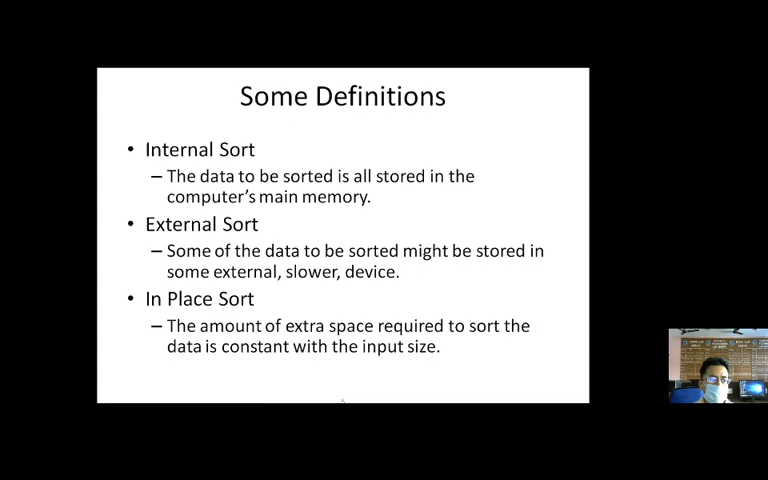 Some Definitions
• Internal Sort
– The data to be sorted is all stored in the
computer's main memory.
• External Sort
– Some of the data to be sorted might be stored in
some external, slower, device.
• In Place Sort
– The amount of extra space required to sort the
data is constant with the input size.